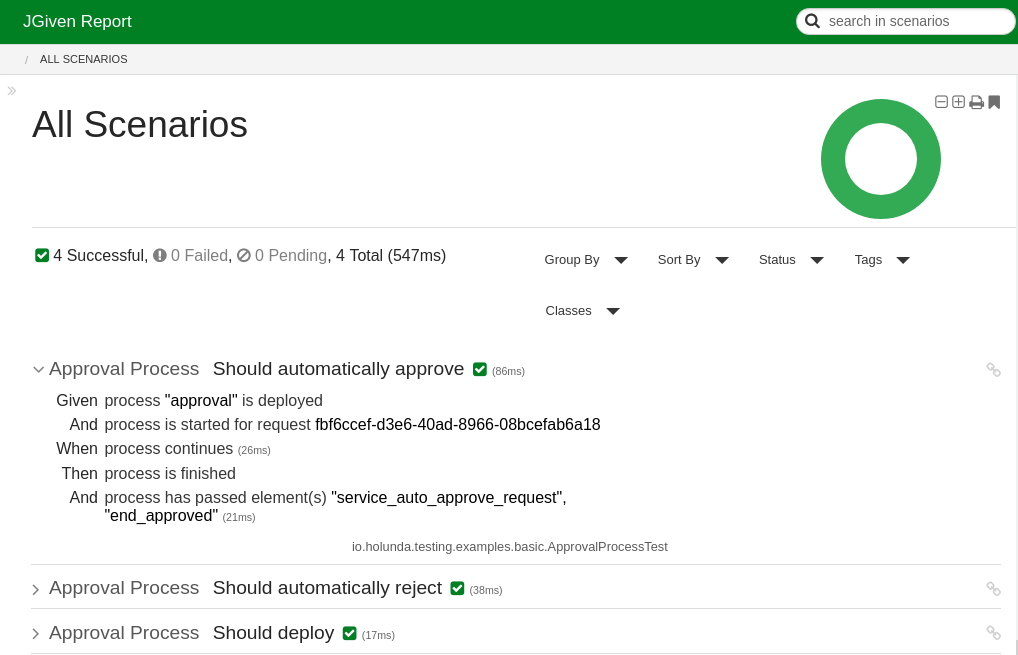 JGiven Report
search in scenarios
/ ALL SCENARIOS
All Scenarios
4 Successful, 0 Failed, 0 Pending, 4 Total (547ms)
Group By
Sort By
Status
Tags
Classes
Approval Process Should automatically approve (86ms)
Given process "approval" is deployed
And process is started for request fbf6ccef-d3e6-40ad-8966-08bcefab6a18
When process continues (26ms)
Then process is finished
And process has passed element(s) "service_auto_approve_request",
"end_approved" (21ms)
io.holunda.testing.examples.basic.ApprovalProcessTest
Approval Process Should automatically reject (38ms)
Approval Process Should deploy (17ms)